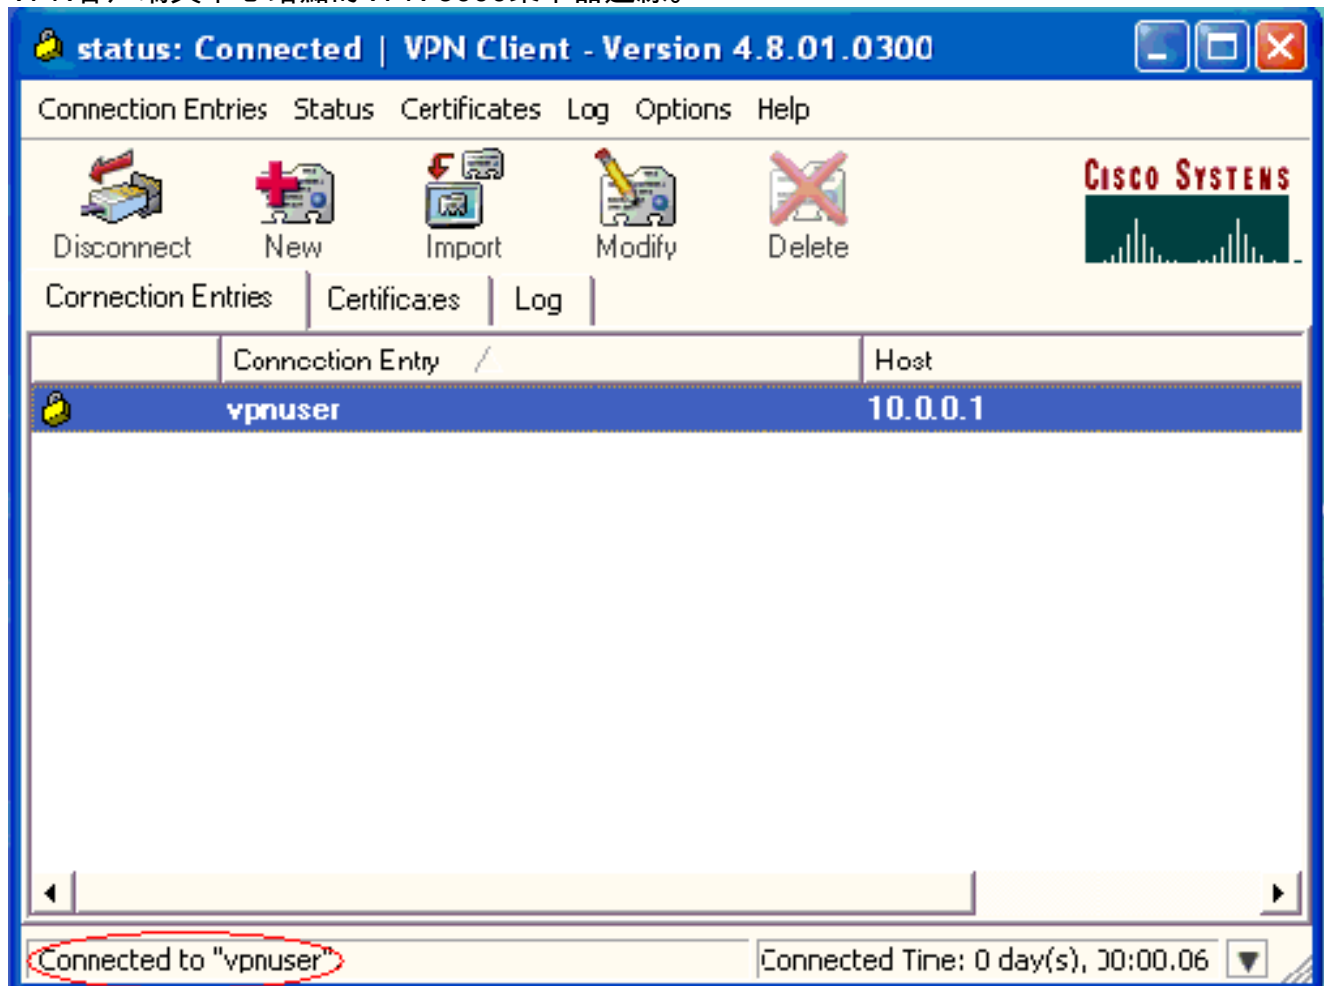 status: Connected | VPN Client - Version 4.8.01.0300
Connection Entries Status Certificates Log Options Help
CISCO SYSTEMS
Disconnect New Import Modify Delete
Connection Entries Certificates Log
Connection Entry Host
vpnuser 10.0.0.1
Connected to "vpnuser" Connected Time: 0 day(s), 00:00.06